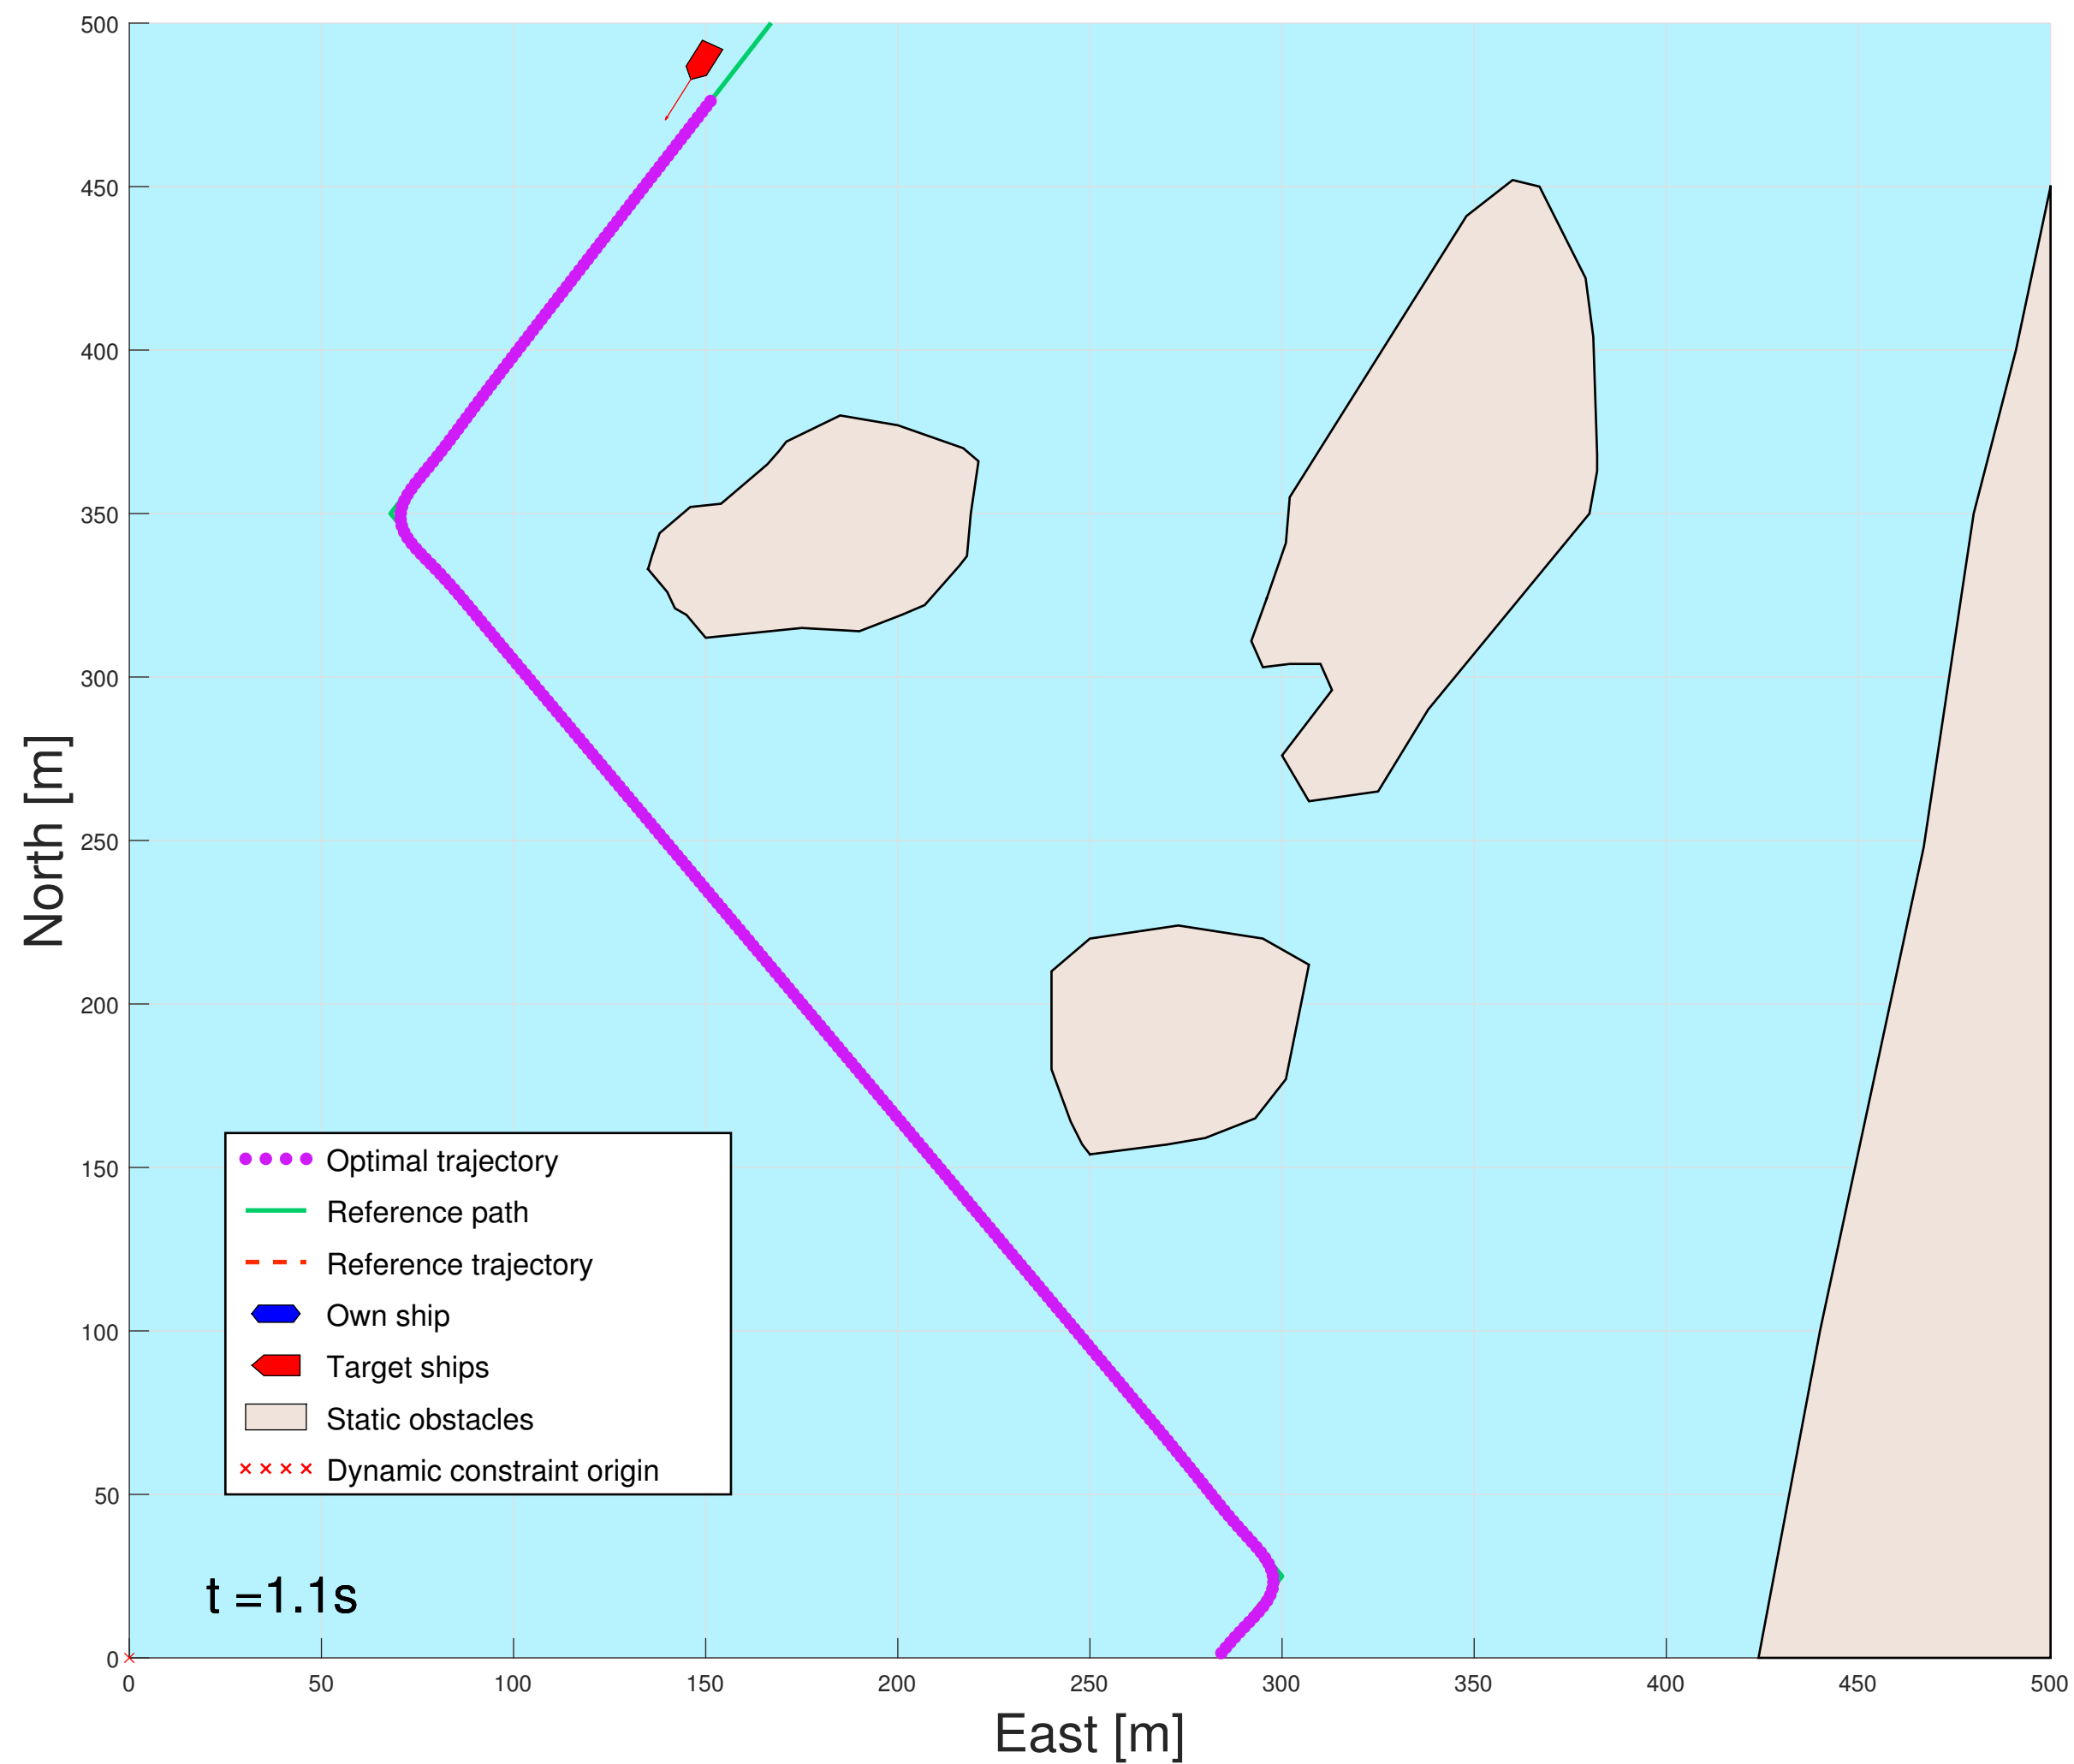 500
450
400
350
300
250
200
150
100
50
0
North [m]
Optimal trajectory
Reference path
Reference trajectory
Own ship
Target ships
Static obstacles
Dynamic constraint origin
t =1.1s
0 50 100 150 200 250 300 350 400 450 500
East [m]